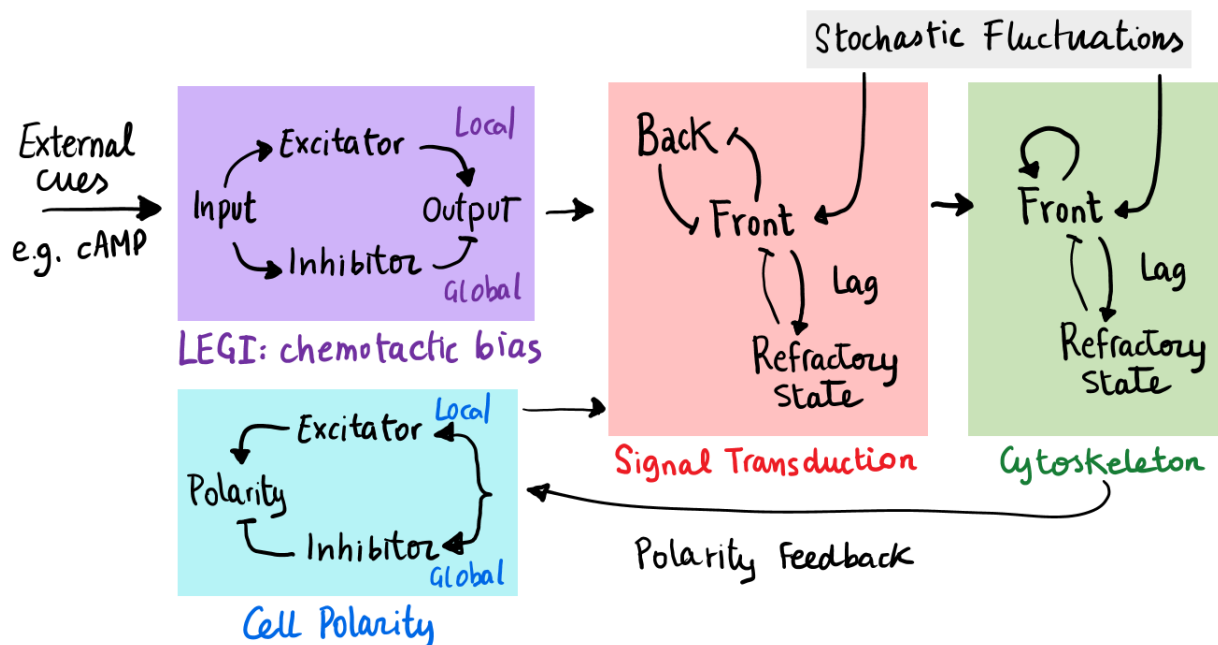 Stochastic Fluctuations
External
cues
e.g. cAMP
Input
Excitator
Local
Output
Inhibitor
Global
LEGI: chemotactic bias
Back
Front
Lag
Refractory
State
Signal Transduction
Front
Lag
Refractory
State
Cytoskeleton
Local
Excitator
Polarity
Inhibitor
Global
Cell Polarity
Polarity Feedback